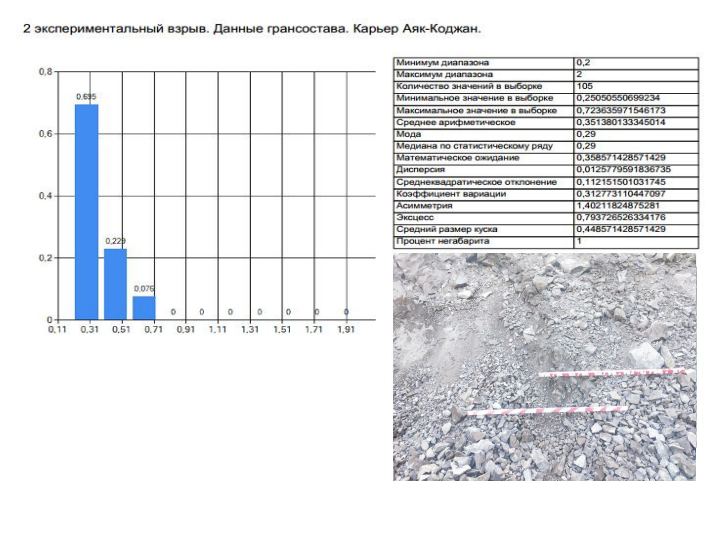 2 экспериментальный взрыв. Данные грансостава. Карьер Аяк-Коджан.
0,8
0,6
0,4
0,2
0
0,695
0,229
0,076
0 0 0 0 0 0 0
0,11 0,31 0,51 0,71 0,91 1,11 1,31 1,51 1,71 1,91
Минимум диапазона 0,2
Максимум диапазона 2
Количество значений в выборке 105
Минимальное значение в выборке 0,25050550699234
Максимальное значение в выборке 0,723635971546173
Среднее арифметическое 0,351380133345014
Мода 0,29
Медиана по статистическому ряду 0,29
Математическое ожидание 0,358571428571429
Дисперсия 0,0125779591836735
Среднеквадратическое отклонение 0,112151501031745
Коэффициент вариации 0,312773110447097
Асимметрия 1,40211824875281
Эксцесс 0,793726526334176
Средний размер куска 0,448571428571429
Процент негабарита 1